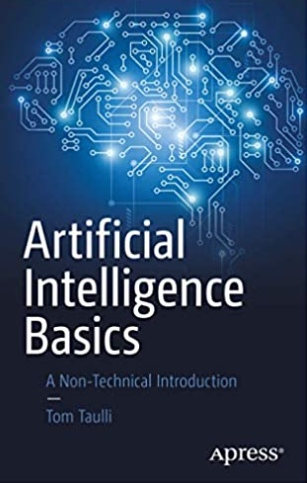 Artificial
Intelligence
Basics
A Non-Technical Introduction
Tom Taulli
Apress®